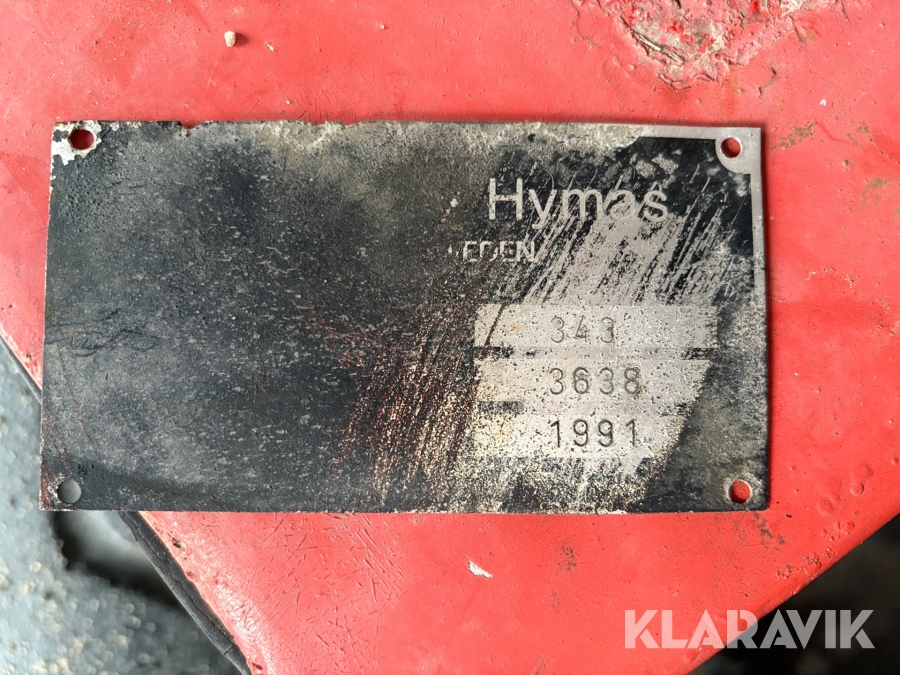 Hymas
EDEN
343
3638
1991
KLARAVIK